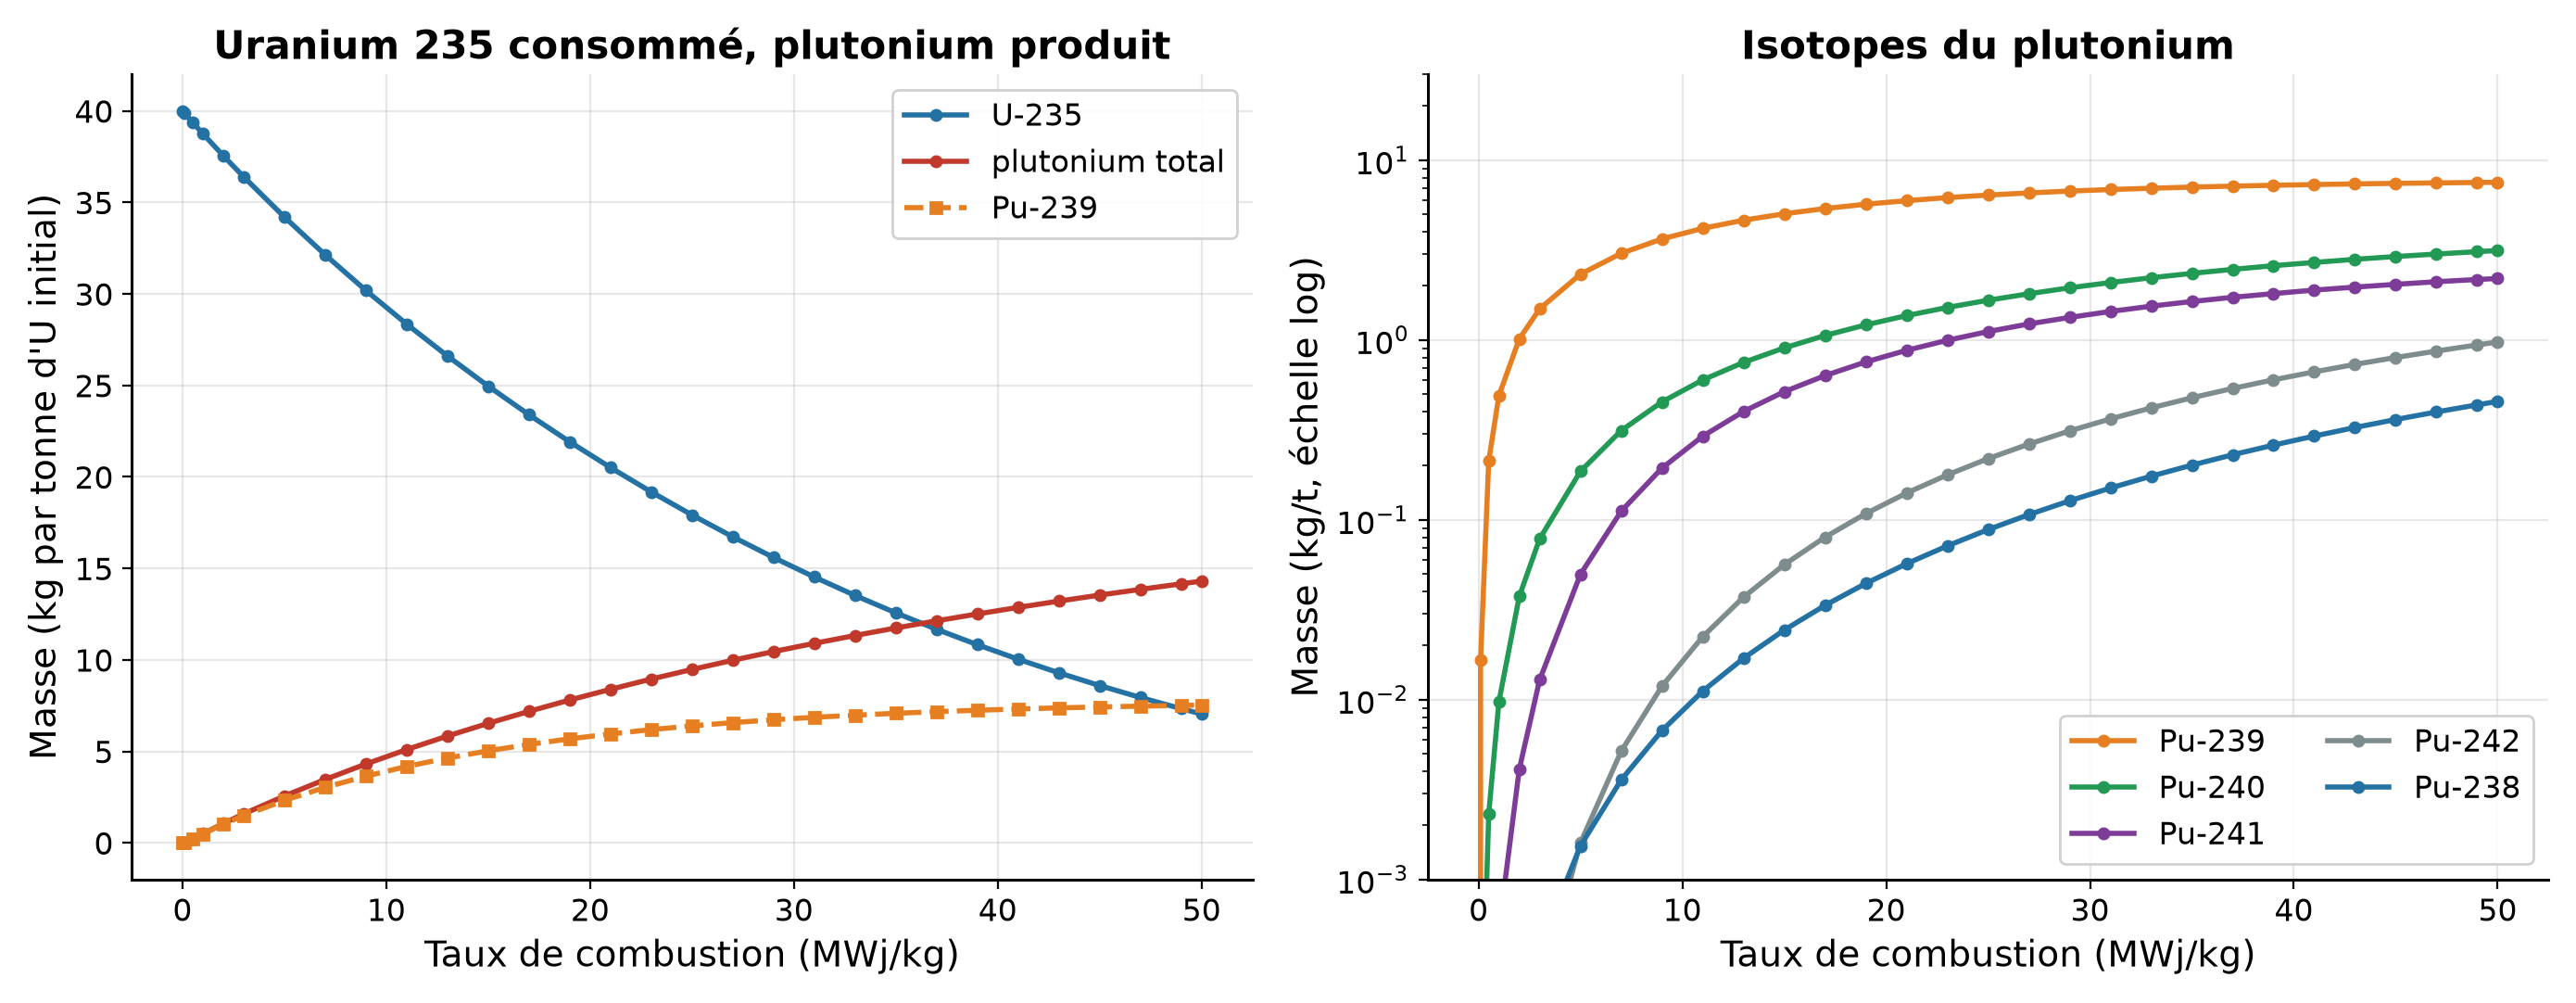 Uranium 235 consommé, plutonium produit
Masse (kg par tonne d'U initial)
40
35
30
25
20
15
10
5
0
U-235
plutonium total
Pu-239
0 10 20 30 40 50
Taux de combustion (MWj/kg)
Isotopes du plutonium
Masse (kg/t, échelle log)
10¹
10⁰
10⁻¹
10⁻²
10⁻³
Pu-239 Pu-242
Pu-240 Pu-238
Pu-241
0 10 20 30 40 50
Taux de combustion (MWj/kg)